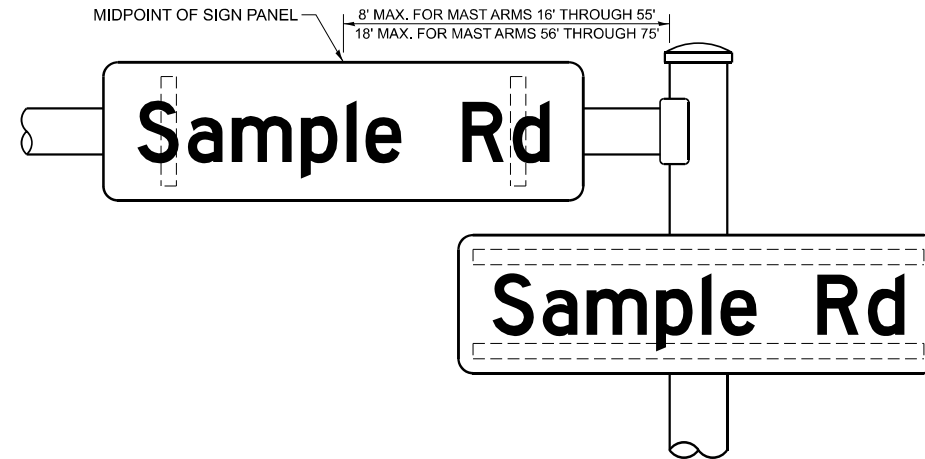 MIDPOINT OF SIGN PANEL
8' MAX. FOR MAST ARMS 16' THROUGH 55'
18' MAX. FOR MAST ARMS 56' THROUGH 75'
Sample Rd
Sample Rd